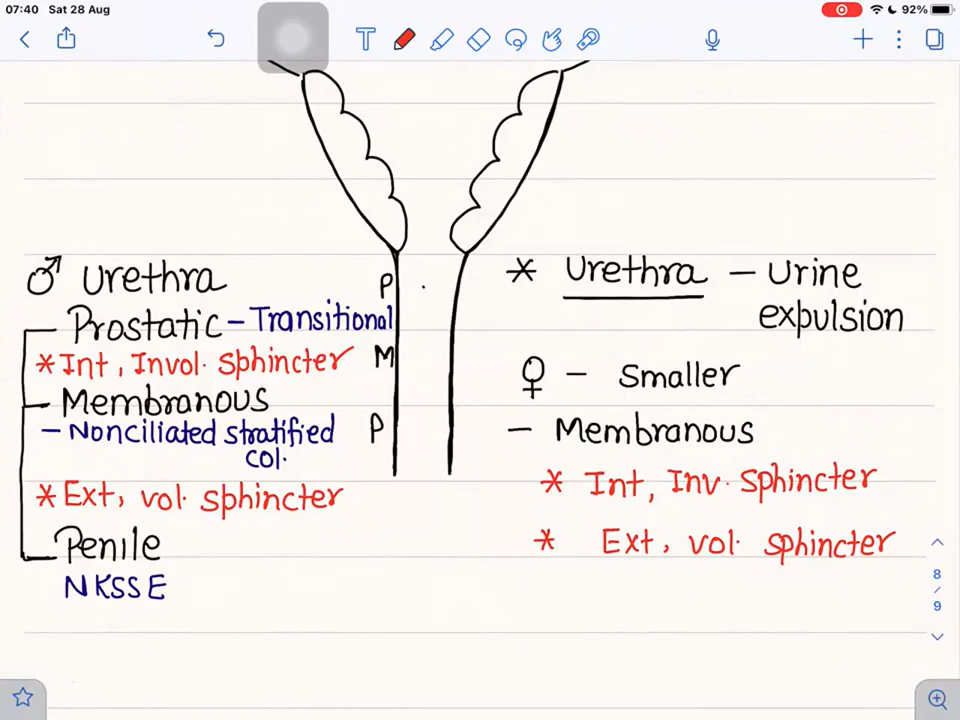 07:40 Sat 28 Aug
92%
T
♂ Urethra
Prostatic - Transitional
* Int, Invol. Sphincter
Membranous
- Nonciliated stratified
col.
* Ext, vol sphincter
Penile
NKSSE
P
M
P
* Urethra - Urine
expulsion
♀ - Smaller
- Membranous
* Int, Inv. Sphincter
* Ext, vol. sphincter
8
/
9